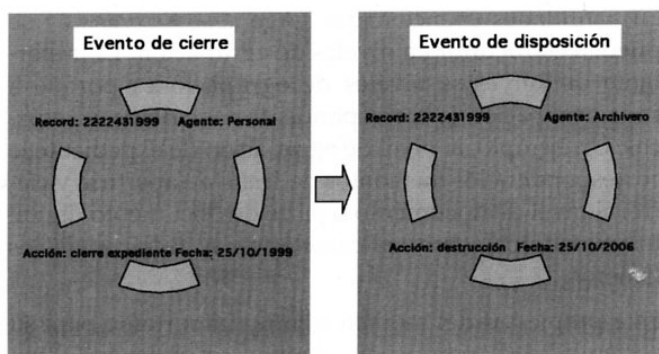 Evento de cierre
Record: 2222431999 Agente: Personal
Acción: cierre expediente Fecha: 25/10/1999
Evento de disposición
Record: 2222431999 Agente: Archivero
Acción: destrucción Fecha: 25/10/2006